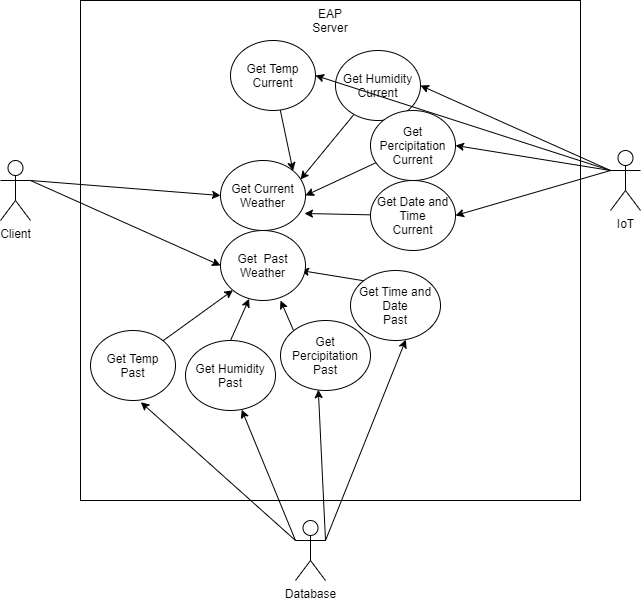 EAP
Server
Get Temp
Current
Get Humidity
Current
Get
Percipitation
Current
Get Current
Weather
Get Date and
Time
Current
Client
IoT
Get  Past
Weather
Get Time and
Date
Past
Get Temp
Past
Get Humidity
Past
Get
Percipitation
Past
Database